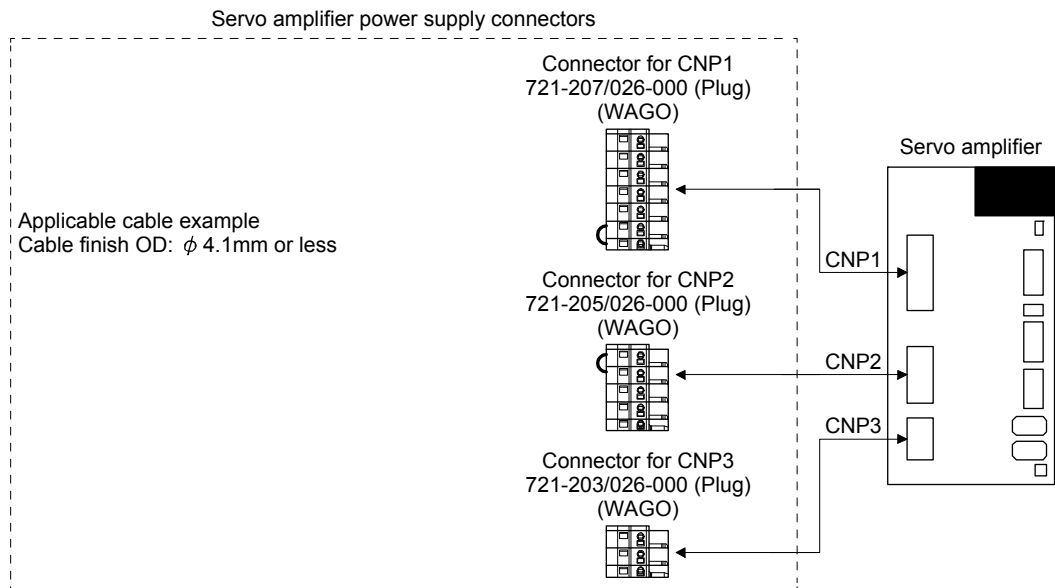 Servo amplifier power supply connectors
Connector for CNP1
721-207/026-000 (Plug)
(WAGO)
Servo amplifier
Applicable cable example
Cable finish OD: φ 4.1mm or less
CNP1
Connector for CNP2
721-205/026-000 (Plug)
(WAGO)
CNP2
CNP3
Connector for CNP3
721-203/026-000 (Plug)
(WAGO)